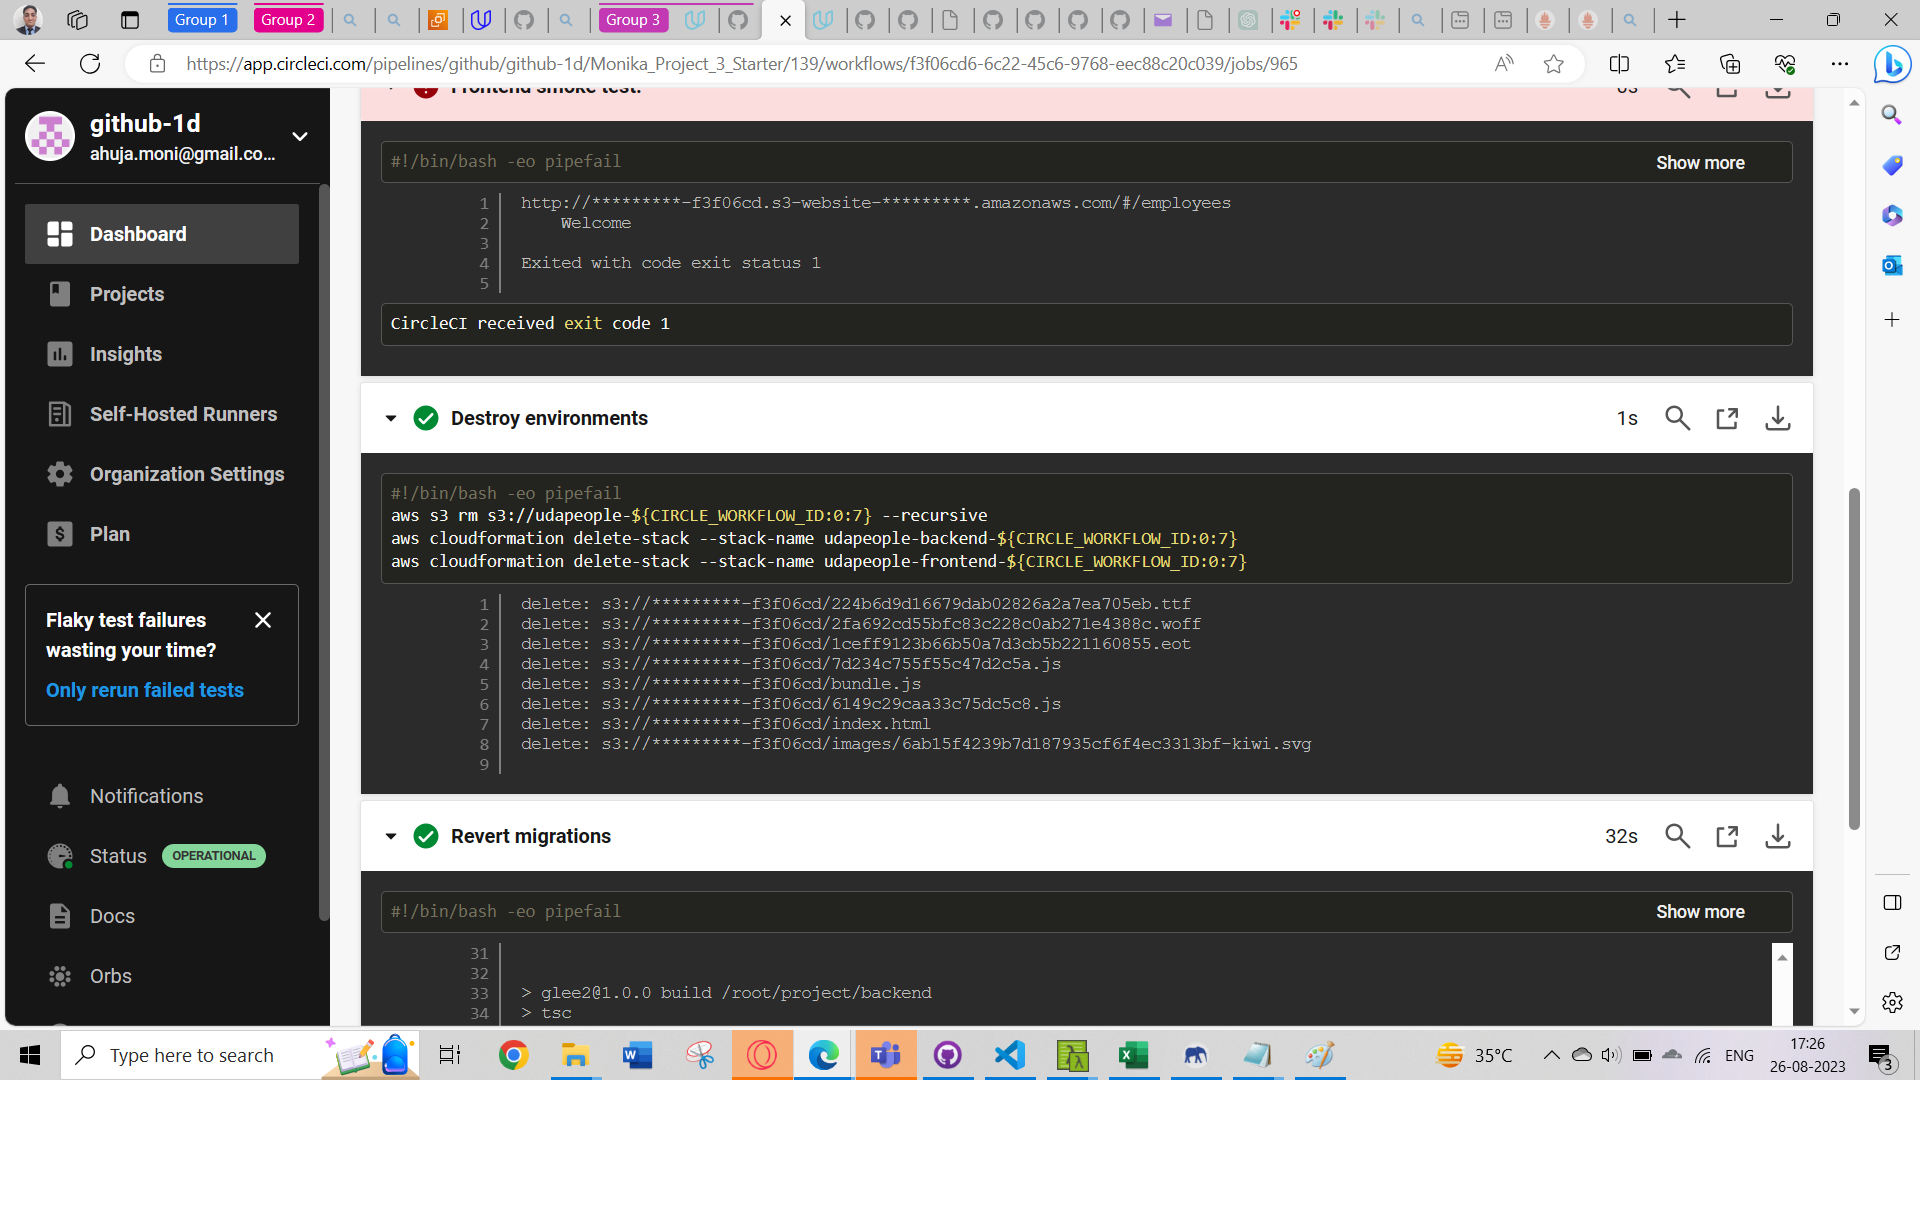 Group 1
Group 2
Group 3
https://app.circleci.com/pipelines/github/github-1d/Monika_Project_3_Starter/139/workflows/f3f06cd6-6c22-45c6-9768-eec88c20c039/jobs/965
github-1d
ahuja.moni@gmail.co...
Dashboard
Projects
Insights
Self-Hosted Runners
Organization Settings
Plan
Flaky test failures
wasting your time?
Only rerun failed tests
Notifications
Status OPERATIONAL
Docs
Orbs
Frontend smoke test.
0s
#!/bin/bash -eo pipefail
Show more
1 http://*********-f3f06cd.s3-website-*********.amazonaws.com/#/employees
2 Welcome
3
4 Exited with code exit status 1
5
CircleCI received exit code 1
Destroy environments
1s
#!/bin/bash -eo pipefail
aws s3 rm s3://udapeople-${CIRCLE_WORKFLOW_ID:0:7} --recursive
aws cloudformation delete-stack --stack-name udapeople-backend-${CIRCLE_WORKFLOW_ID:0:7}
aws cloudformation delete-stack --stack-name udapeople-frontend-${CIRCLE_WORKFLOW_ID:0:7}
1 delete: s3://*********-f3f06cd/224b6d9d16679dab02826a2a7ea705eb.ttf
2 delete: s3://*********-f3f06cd/2fa692cd55bfc83c228c0ab271e4388c.woff
3 delete: s3://*********-f3f06cd/1ceff9123b66b50a7d3cb5b221160855.eot
4 delete: s3://*********-f3f06cd/7d234c755f55c47d2c5a.js
5 delete: s3://*********-f3f06cd/bundle.js
6 delete: s3://*********-f3f06cd/6149c29caa33c75dc5c8.js
7 delete: s3://*********-f3f06cd/index.html
8 delete: s3://*********-f3f06cd/images/6ab15f4239b7d187935cf6f4ec3313bf-kiwi.svg
9
Revert migrations
32s
#!/bin/bash -eo pipefail
Show more
31
32
33 > glee2@1.0.0 build /root/project/backend
34 > tsc
Type here to search
35°C
ENG
17:26
26-08-2023
3